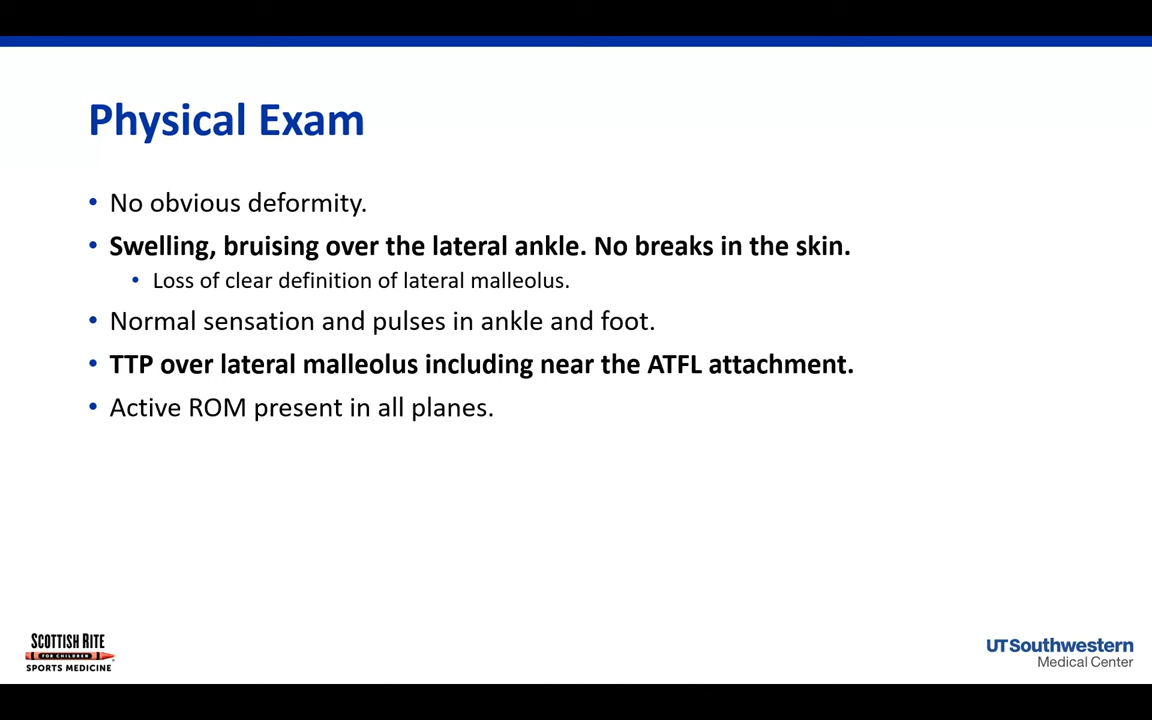 Physical Exam
• No obvious deformity.
• Swelling, bruising over the lateral ankle. No breaks in the skin.
• Loss of clear definition of lateral malleolus.
• Normal sensation and pulses in ankle and foot.
• TTP over lateral malleolus including near the ATFL attachment.
• Active ROM present in all planes.
SCOTTISH RITE
FOR CHILDREN
SPORTS MEDICINE
UTSouthwestern
Medical Center